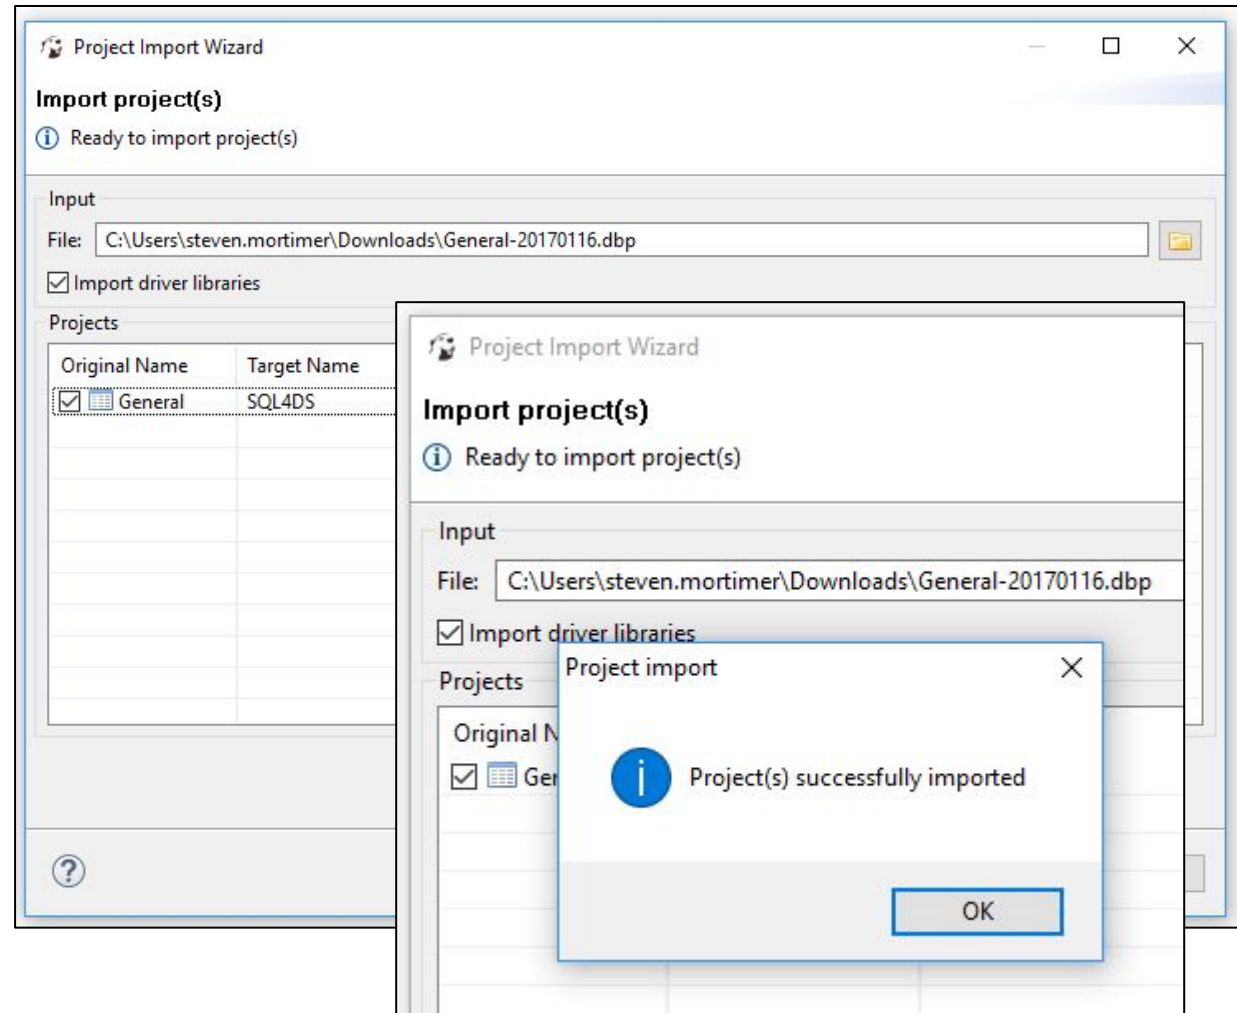 Project Import Wizard
Import project(s)
Ready to import project(s)
Input
File: C:\Users\steven.mortimer\Downloads\General-20170116.dbp
Import driver libraries
Projects
Original Name Target Name
General SQL4DS
Project Import Wizard
Import project(s)
Ready to import project(s)
Input
File: C:\Users\steven.mortimer\Downloads\General-20170116.dbp
Import driver libraries
Projects
Original N
Ger
Project import
Project(s) successfully imported
OK